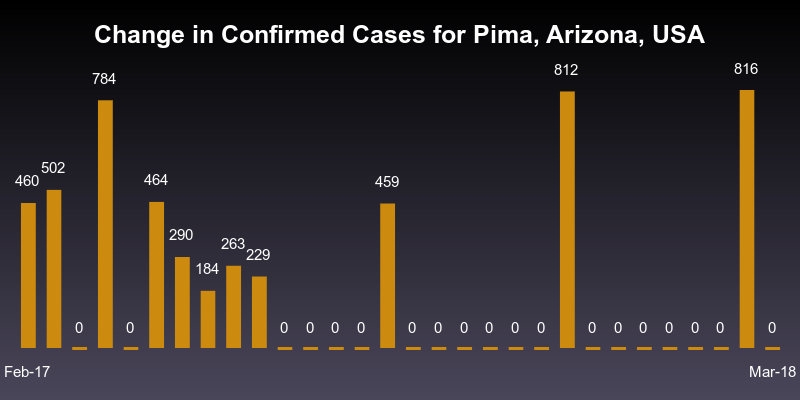 Change in Confirmed Cases for Pima, Arizona, USA
460 502 0 784 0 464 290 184 263 229 0 0 0 0 459 0 0 0 0 0 0 812 0 0 0 0 0 0 816 0
Feb-17 Mar-18